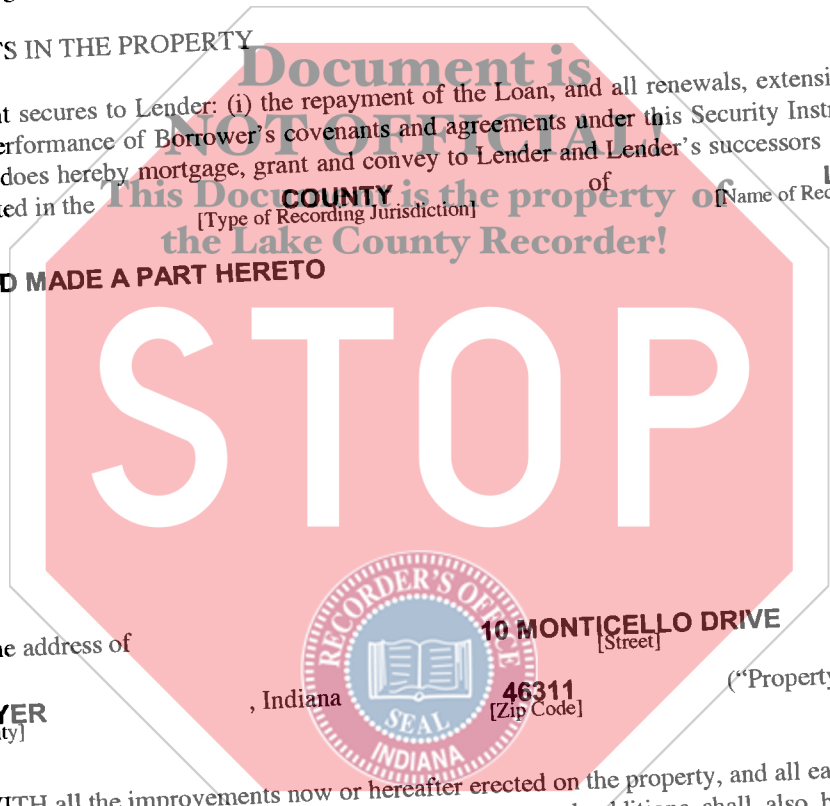 S IN THE PROPERTY
Document is
NOT OFFICIAL!
secures to Lender: (i) the repayment of the Loan, and all renewals, extensi
erformance of Borrower's covenants and agreements under this Security Instr
does hereby mortgage, grant and convey to Lender and Lender's successors
ted in the COUNTY of
This Document is the property of
[Type of Recording Jurisdiction] [Name of Rec
the Lake County Recorder!
D MADE A PART HERETO
STOP
RECORDER'S OFFICE
SEAL
INDIANA
ne address of 10 MONTICELLO DRIVE
[Street]
YER , Indiana 46311 ("Property
ty] [Zip Code]
WITH all the improvements now or hereafter erected on the property, and all ea
additions shall also b